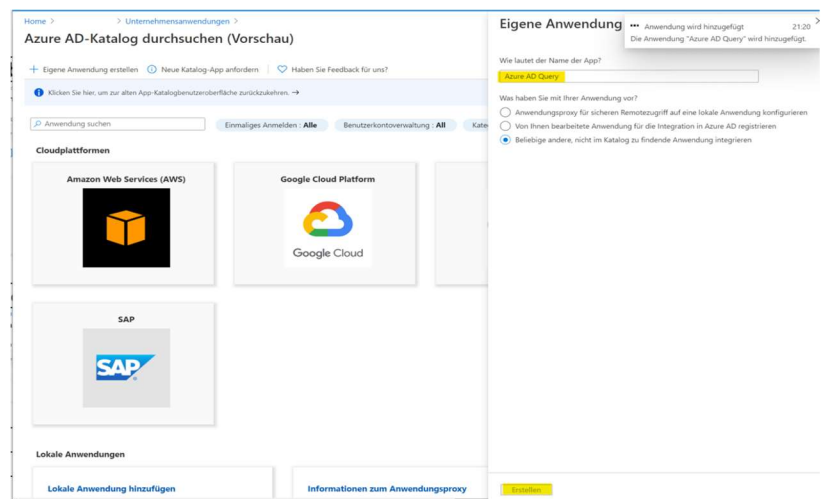 Home > > Unternehmensanwendungen >
Azure AD-Katalog durchsuchen (Vorschau)
+ Eigene Anwendung erstellen Neue Katalog-App anfordern Haben Sie Feedback für uns?
Klicken Sie hier, um zur alten App-Katalogbenutzeroberfläche zurückzukehren. →
Anwendung suchen
Einmaliges Anmelden : Alle Benutzerkontoverwaltung : All Kate
Cloudplattformen
Amazon Web Services (AWS)
Google Cloud Platform
Google Cloud
SAP
SAP
Lokale Anwendungen
Lokale Anwendung hinzufügen
Informationen zum Anwendungsproxy
Eigene Anwendung
••• Anwendung wird hinzugefügt 21:20
Die Anwendung "Azure AD Query" wird hinzugefügt.
Wie lautet der Name der App?
Azure AD Query
Was haben Sie mit Ihrer Anwendung vor?
Anwendungsproxy für sicheren Remotezugriff auf eine lokale Anwendung konfigurieren
Von Ihnen bearbeitete Anwendung für die Integration in Azure AD registrieren
Beliebige andere, nicht im Katalog zu findende Anwendung integrieren
Erstellen